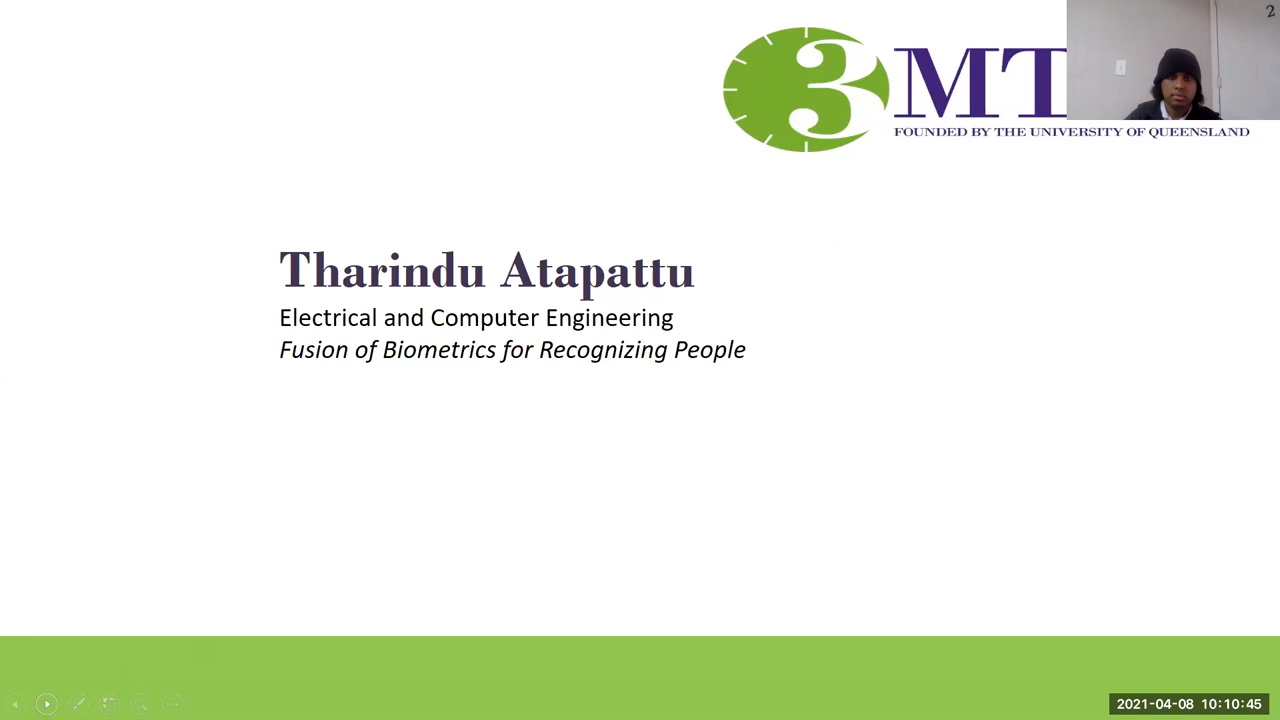 3MT
FOUNDED BY THE UNIVERSITY OF QUEENSLAND
2
Tharindu Atapattu
Electrical and Computer Engineering
Fusion of Biometrics for Recognizing People
2021-04-08 10:10:45